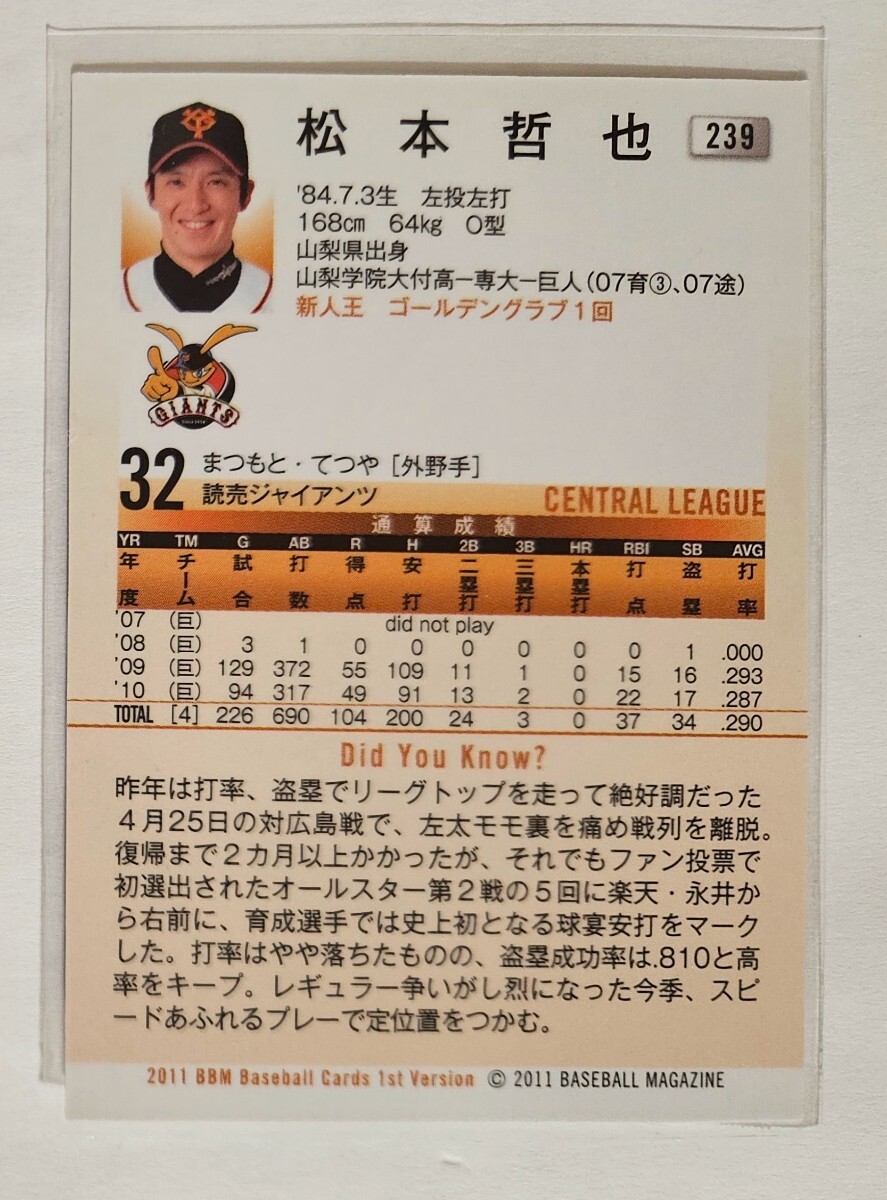 松本哲也 239
'84.7.3生 左投左打
168cm 64kg O型
山梨県出身
山梨学院大付高ー専大ー巨人(07育③、07途)
新人王 ゴールデングラブ1回
GIANTS
32 まつもと・てつや [外野手]
読売ジャイアンツ CENTRAL LEAGUE
通算成績
YR TM G AB R H 2B 3B HR RBI SB AVG
年度 チーム 試合 打数 得点 安打 二塁打 三塁打 本塁打 打点 盗塁 打率
'07 (巨) did not play
'08 (巨) 3 1 0 0 0 0 0 0 1 .000
'09 (巨) 129 372 55 109 11 1 0 15 16 .293
'10 (巨) 94 317 49 91 13 2 0 22 17 .287
TOTAL [4] 226 690 104 200 24 3 0 37 34 .290
Did You Know?
昨年は打率、盗塁でリーグトップを走って絶好調だった
4月25日の対広島戦で、左太モモ裏を痛め戦列を離脱。
復帰まで2カ月以上かかったが、それでもファン投票で
初選出されたオールスター第2戦の5回に楽天・永井か
ら右前に、育成選手では史上初となる球宴安打をマーク
した。打率はやや落ちたものの、盗塁成功率は.810と高
率をキープ。レギュラー争いがし烈になった今季、スピ
ードあふれるプレーで定位置をつかむ。
2011 BBM Baseball Cards 1st Version © 2011 BASEBALL MAGAZINE